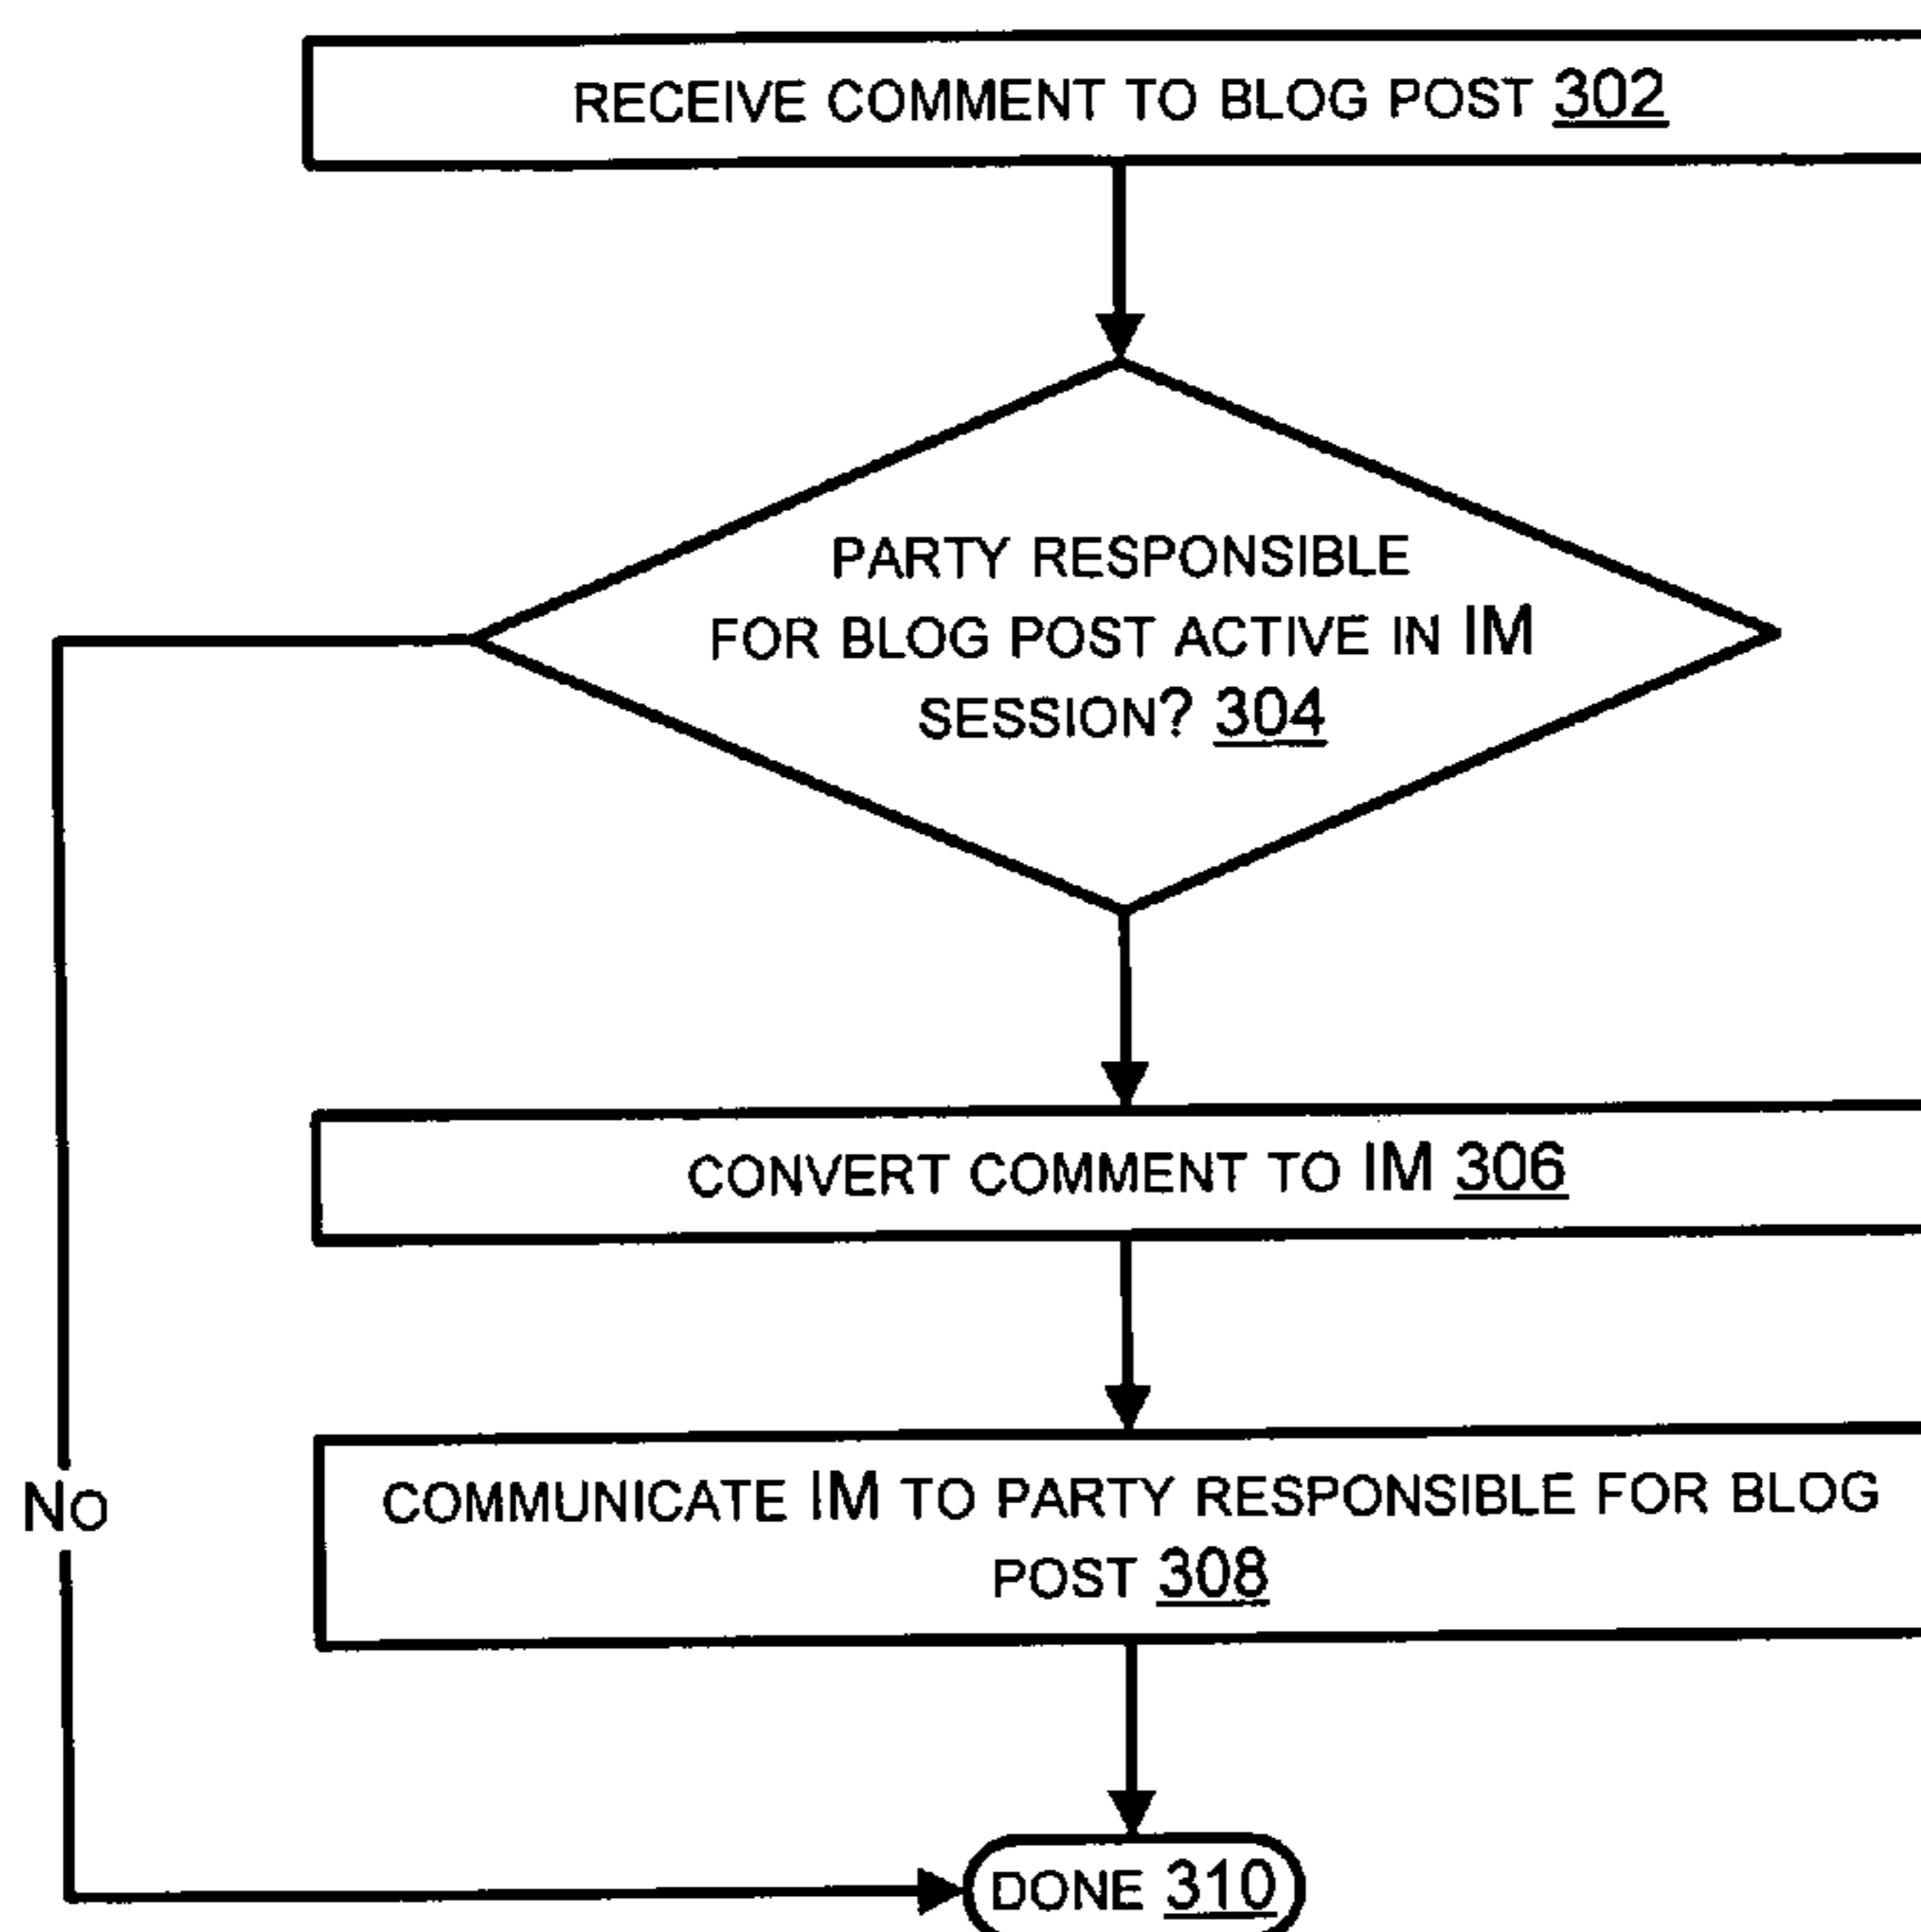 RECEIVE COMMENT TO BLOG POST 302
PARTY RESPONSIBLE
FOR BLOG POST ACTIVE IN IM
SESSION? 304
CONVERT COMMENT TO IM 306
COMMUNICATE IM TO PARTY RESPONSIBLE FOR BLOG
POST 308
NO
DONE 310